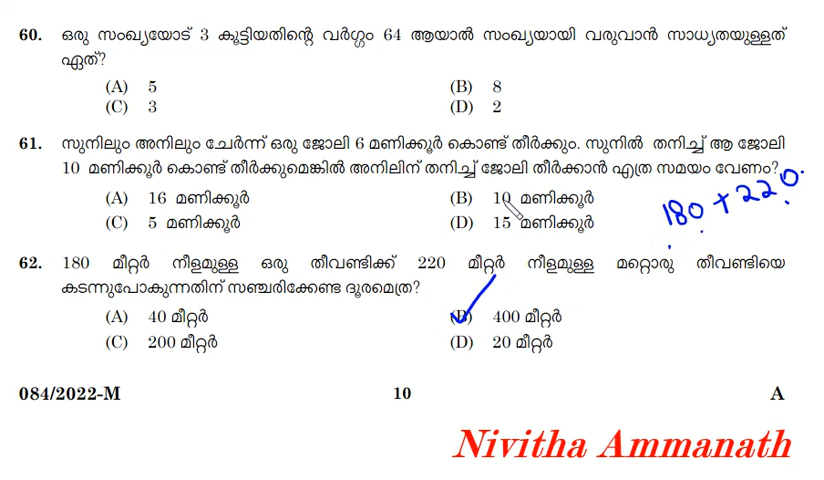 60. ഒരു സംഖ്യയോട് 3 കൂട്ടിയതിന്റെ വർഗ്ഗം 64 ആയാൽ സംഖ്യയായി വരുവാൻ സാധ്യതയുള്ളത്
ഏത്?
(A) 5 (B) 8
(C) 3 (D) 2
61. സുനിലും അനിലും ചേർന്ന് ഒരു ജോലി 6 മണിക്കൂർ കൊണ്ട് തീർക്കും. സുനിൽ തനിച്ച് ആ ജോലി
10 മണിക്കൂർ കൊണ്ട് തീർക്കുമെങ്കിൽ അനിലിന് തനിച്ച് ജോലി തീർക്കാൻ എത്ര സമയം വേണം?
(A) 16 മണിക്കൂർ (B) 10 മണിക്കൂർ
(C) 5 മണിക്കൂർ (D) 15 മണിക്കൂർ
180 + 220
62. 180 മീറ്റർ നീളമുള്ള ഒരു തീവണ്ടിക്ക് 220 മീറ്റർ നീളമുള്ള മറ്റൊരു തീവണ്ടിയെ
കടന്നുപോകുന്നതിന് സഞ്ചരിക്കേണ്ട ദൂരമെത്ര?
(A) 40 മീറ്റർ (B) 400 മീറ്റർ
(C) 200 മീറ്റർ (D) 20 മീറ്റർ
084/2022-M 10 A
Nivitha Ammanath